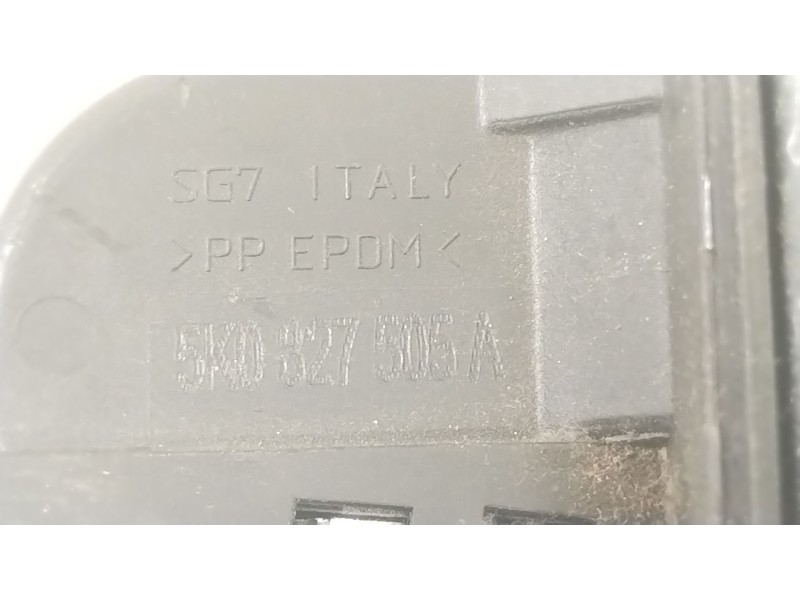 SG7 ITALY
>PP EPDM<
5K0 827 505 A